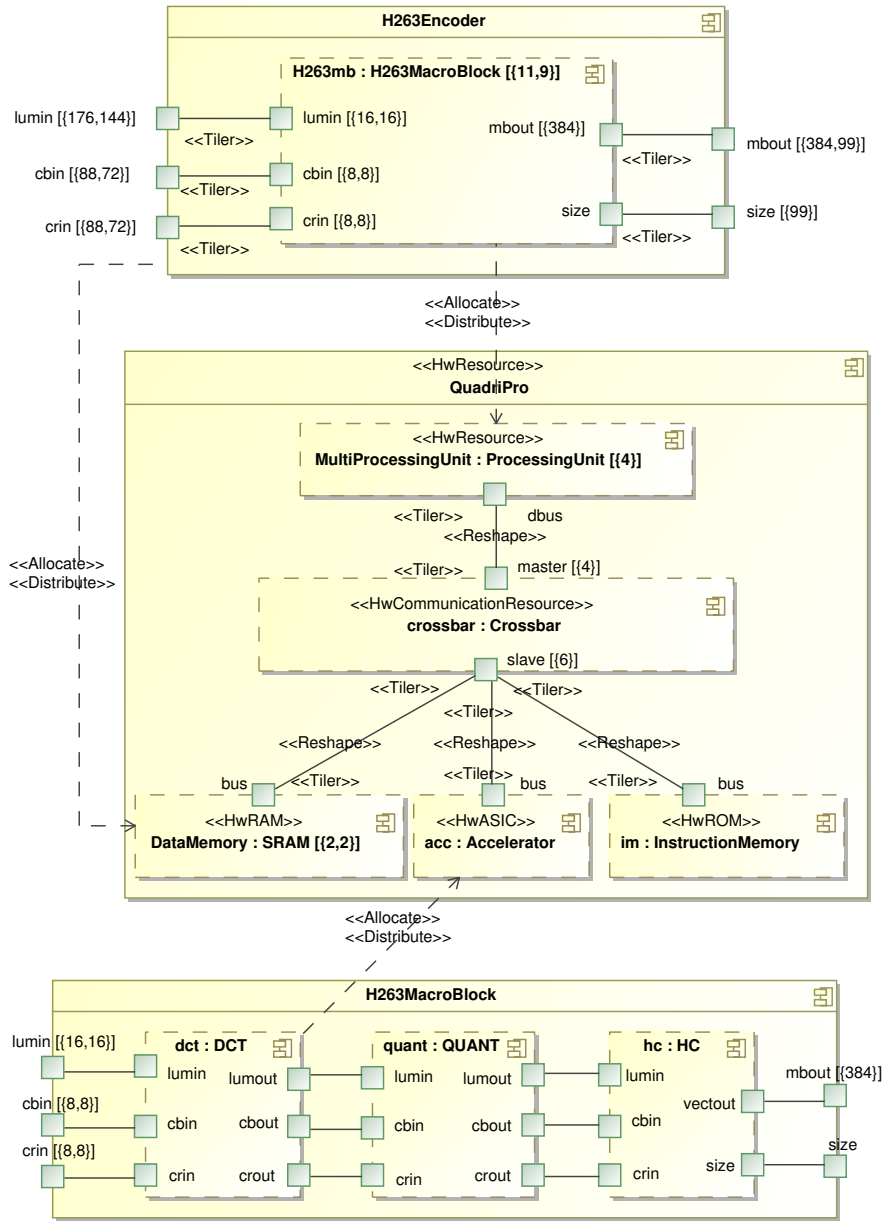 H263Encoder
H263mb : H263MacroBlock [{11,9}]
lumin [{176,144}]
lumin [{16,16}]
<<Tiler>>
mbout [{384}]
mbout [{384,99}]
<<Tiler>>
cbin [{88,72}]
cbin [{8,8}]
<<Tiler>>
crin [{88,72}]
crin [{8,8}]
<<Tiler>>
size
size [{99}]
<<Tiler>>
<<Allocate>>
<<Distribute>>
<<HwResource>>
QuadriPro
<<HwResource>>
MultiProcessingUnit : ProcessingUnit [{4}]
<<Tiler>>
dbus
<<Reshape>>
<<Tiler>>
master [{4}]
<<Allocate>>
<<Distribute>>
<<HwCommunicationResource>>
crossbar : Crossbar
slave [{6}]
<<Tiler>>
<<Tiler>>
<<Tiler>>
<<Reshape>>
<<Reshape>>
<<Reshape>>
bus
<<Tiler>>
<<Tiler>>
bus
<<Tiler>>
bus
<<HwRAM>>
DataMemory : SRAM [{2,2}]
<<HwASIC>>
acc : Accelerator
<<HwROM>>
im : InstructionMemory
<<Allocate>>
<<Distribute>>
H263MacroBlock
lumin [{16,16}]
dct : DCT
quant : QUANT
hc : HC
lumin
lumout
lumin
lumout
lumin
mbout [{384}]
cbin [{8,8}]
cbin
cbout
cbin
cbout
cbin
vectout
crin [{8,8}]
crin
crout
crin
crout
crin
size
size